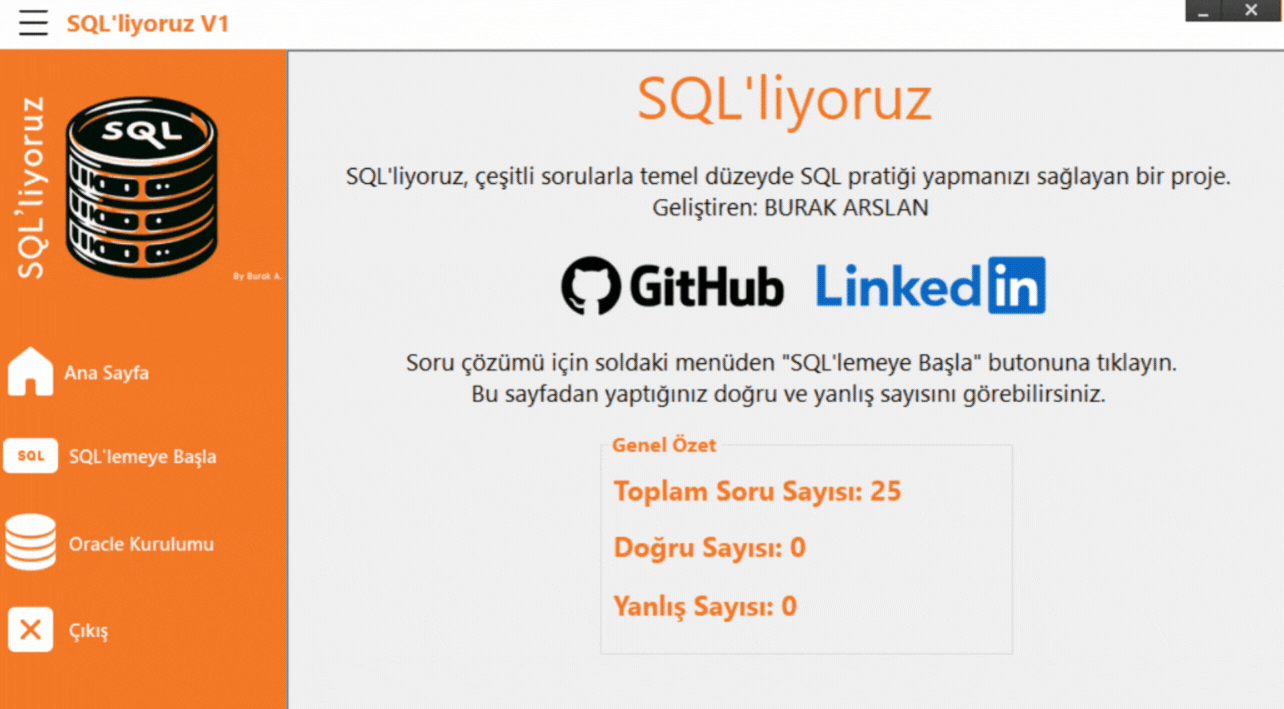 SQL'liyoruz V1
SQL'liyoruz
SQL
By Burak A.
Ana Sayfa
SQL
SQL'lemeye Başla
Oracle Kurulumu
Çıkış
SQL'liyoruz
SQL'liyoruz, çeşitli sorularla temel düzeyde SQL pratiği yapmanızı sağlayan bir proje.
Geliştiren: BURAK ARSLAN
GitHub LinkedIn
Soru çözümü için soldaki menüden "SQL'lemeye Başla" butonuna tıklayın.
Bu sayfadan yaptığınız doğru ve yanlış sayısını görebilirsiniz.
Genel Özet
Toplam Soru Sayısı: 25
Doğru Sayısı: 0
Yanlış Sayısı: 0